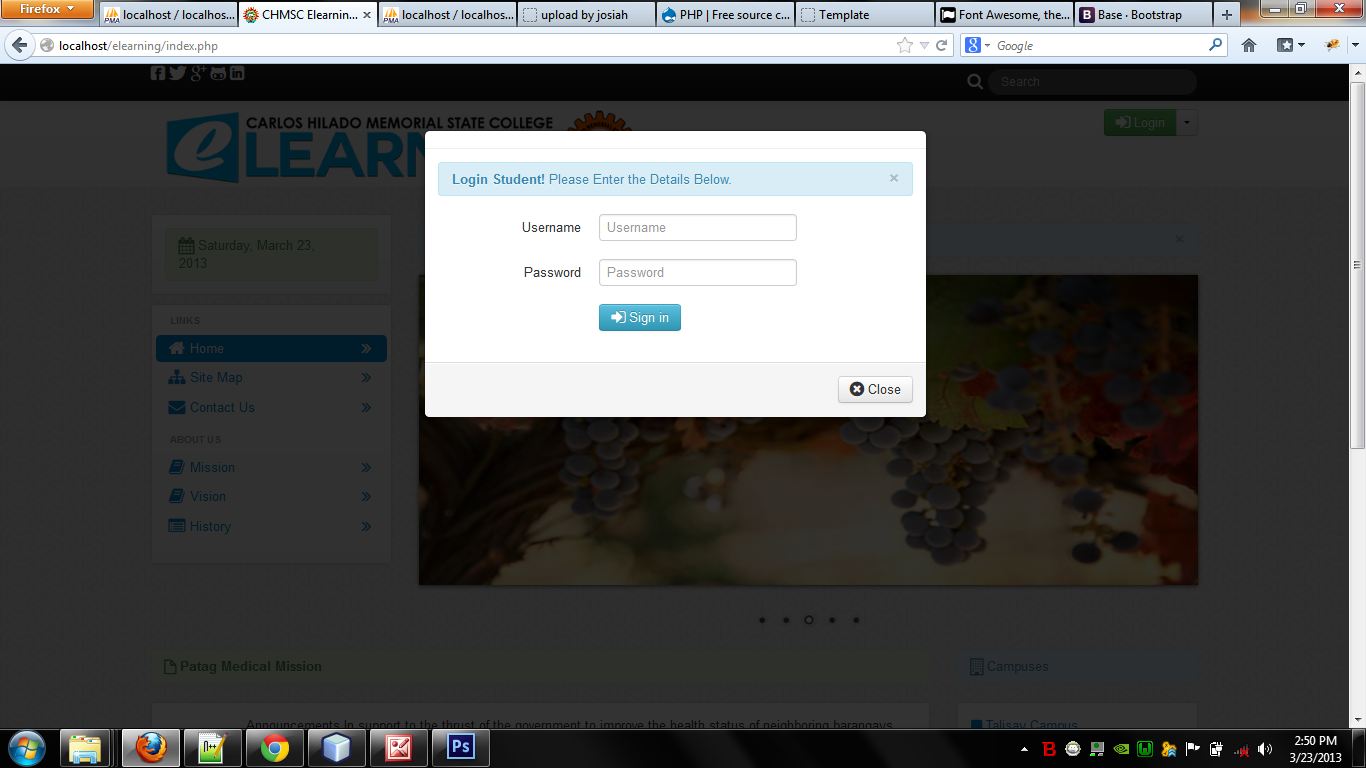 Firefox
localhost / localhos...
CHMSC Elearnin...
localhost / localhos...
upload by josiah
PHP | Free source c...
Template
Font Awesome, the...
Base · Bootstrap
localhost/elearning/index.php
Google
Search
CARLOS HILADO MEMORIAL STATE COLLEGE
eLEARN
Login
Login Student! Please Enter the Details Below.
Username
Username
Password
Password
Sign in
Close
Saturday, March 23,
2013
LINKS
Home
Site Map
Contact Us
ABOUT US
Mission
Vision
History
Patag Medical Mission
Campuses
Announcements In support to the thrust of the government to improve the health status of neighboring barangays
Talisay Campus
Ps
2:50 PM
3/23/2013